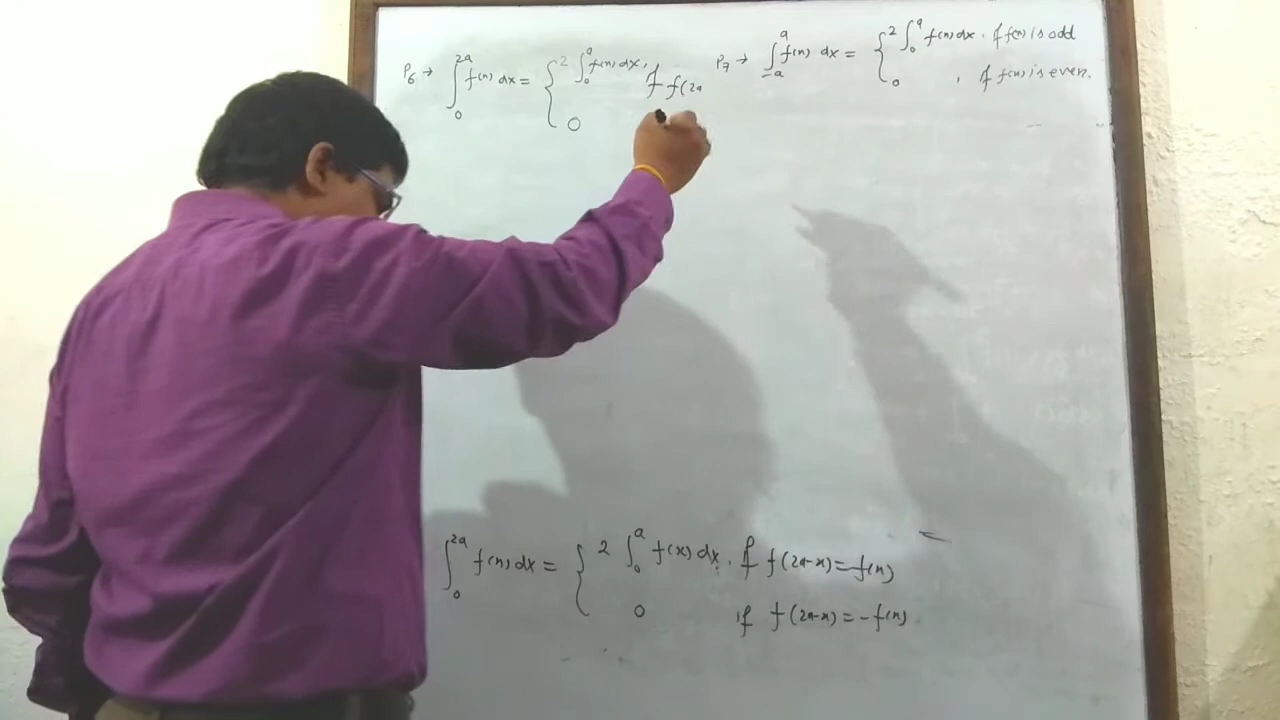 P6 → ∫₀²ᵃ f(x) dx = { 2 ∫₀ᵃ f(x) dx, if f(2a
0
P7 → ∫₋ₐᵃ f(x) dx = { 2 ∫₀ᵃ f(x) dx, if f(x) is odd
0 , if f(x) is even.
∫₀²ᵃ f(x) dx = { 2 ∫₀ᵃ f(x) dx, if f(2a-x) = f(x)
0 if f(2a-x) = -f(x)